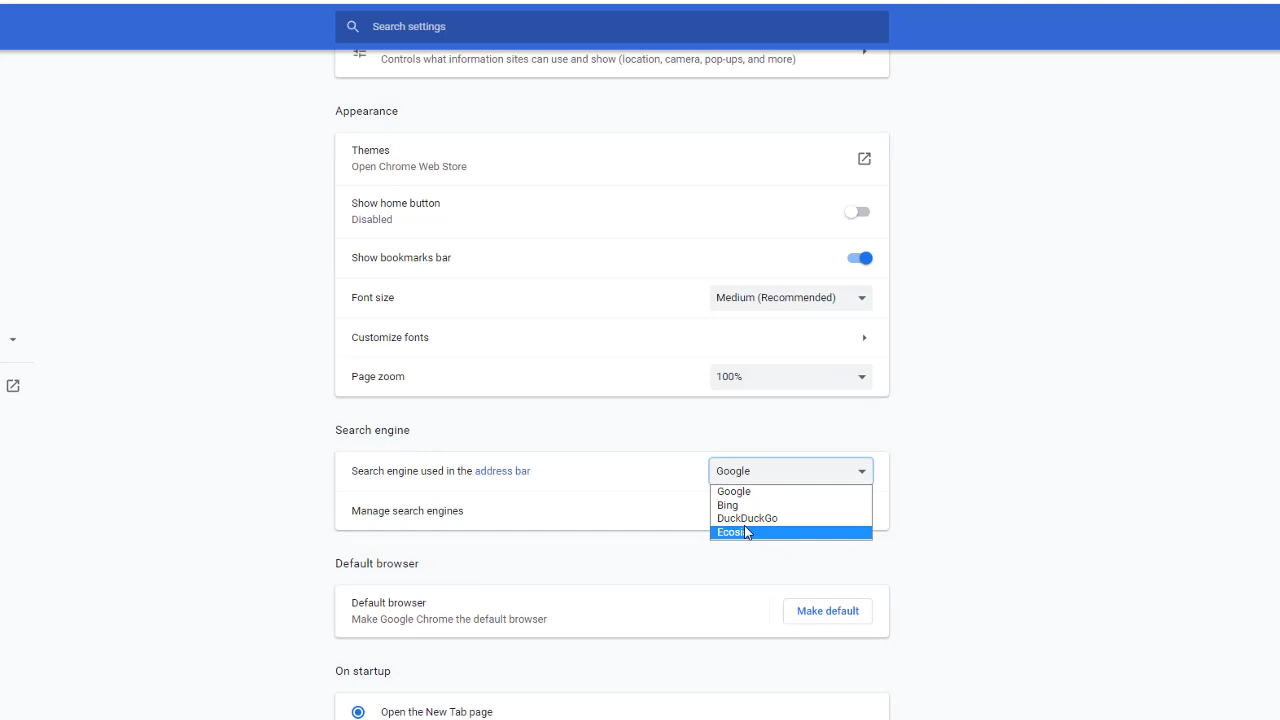 Search settings
Controls what information sites can use and show (location, camera, pop-ups, and more)
Appearance
Themes
Open Chrome Web Store
Show home button
Disabled
Show bookmarks bar
Font size
Medium (Recommended)
Customize fonts
Page zoom
100%
Search engine
Search engine used in the address bar
Google
Google
Bing
DuckDuckGo
Manage search engines
Default browser
Default browser
Make Google Chrome the default browser
Make default
On startup
Open the New Tab page